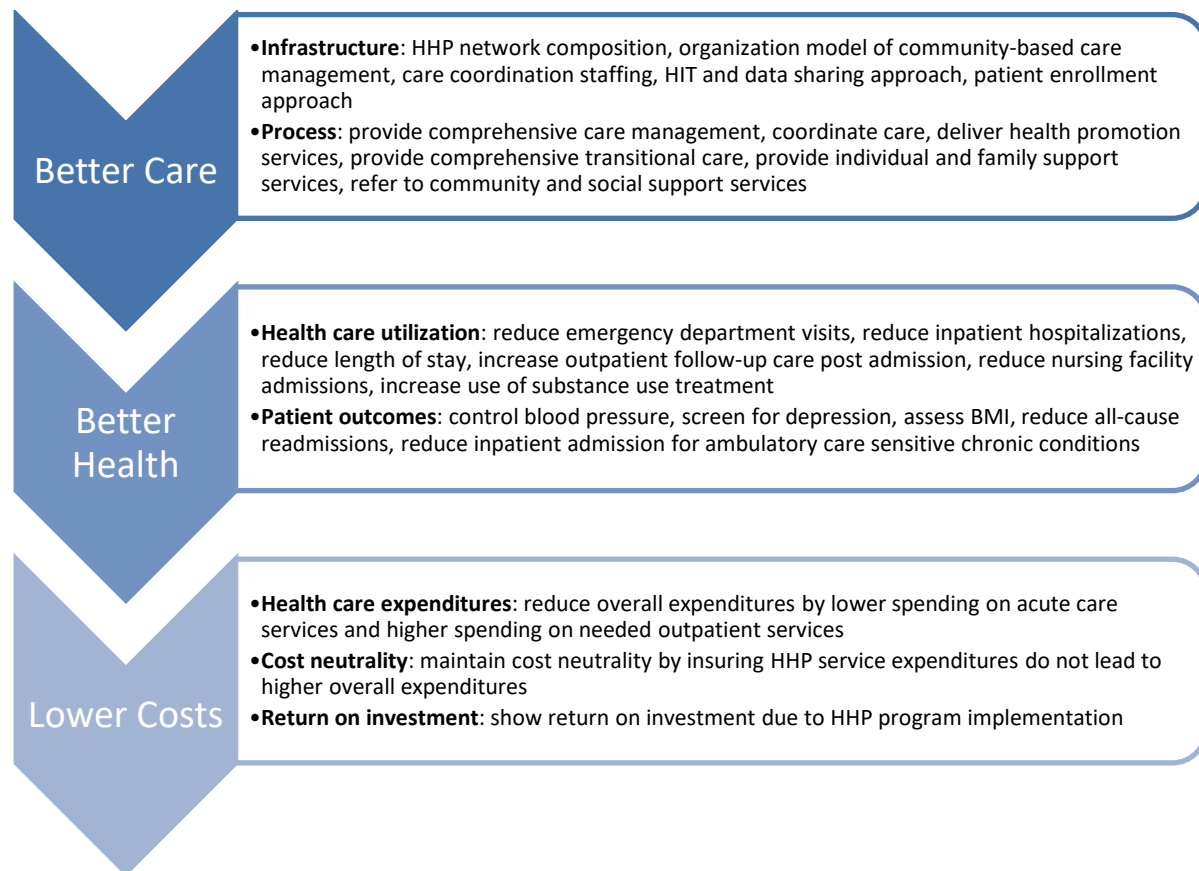 Better Care
•Infrastructure: HHP network composition, organization model of community-based care
management, care coordination staffing, HIT and data sharing approach, patient enrollment
approach
•Process: provide comprehensive care management, coordinate care, deliver health promotion
services, provide comprehensive transitional care, provide individual and family support
services, refer to community and social support services
Better
Health
•Health care utilization: reduce emergency department visits, reduce inpatient hospitalizations,
reduce length of stay, increase outpatient follow-up care post admission, reduce nursing facility
admissions, increase use of substance use treatment
•Patient outcomes: control blood pressure, screen for depression, assess BMI, reduce all-cause
readmissions, reduce inpatient admission for ambulatory care sensitive chronic conditions
Lower Costs
•Health care expenditures: reduce overall expenditures by lower spending on acute care
services and higher spending on needed outpatient services
•Cost neutrality: maintain cost neutrality by insuring HHP service expenditures do not lead to
higher overall expenditures
•Return on investment: show return on investment due to HHP program implementation